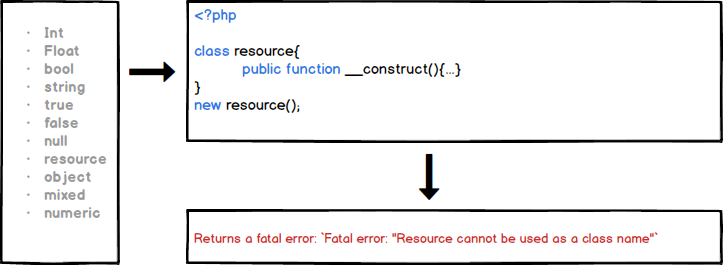 · Int
· Float
· bool
· string
· true
· false
· null
· resource
· object
· mixed
· numeric
<?php
class resource{
public function __construct(){...}
}
new resource();
Returns a fatal error: `Fatal error: "Resource cannot be used as a class name"`